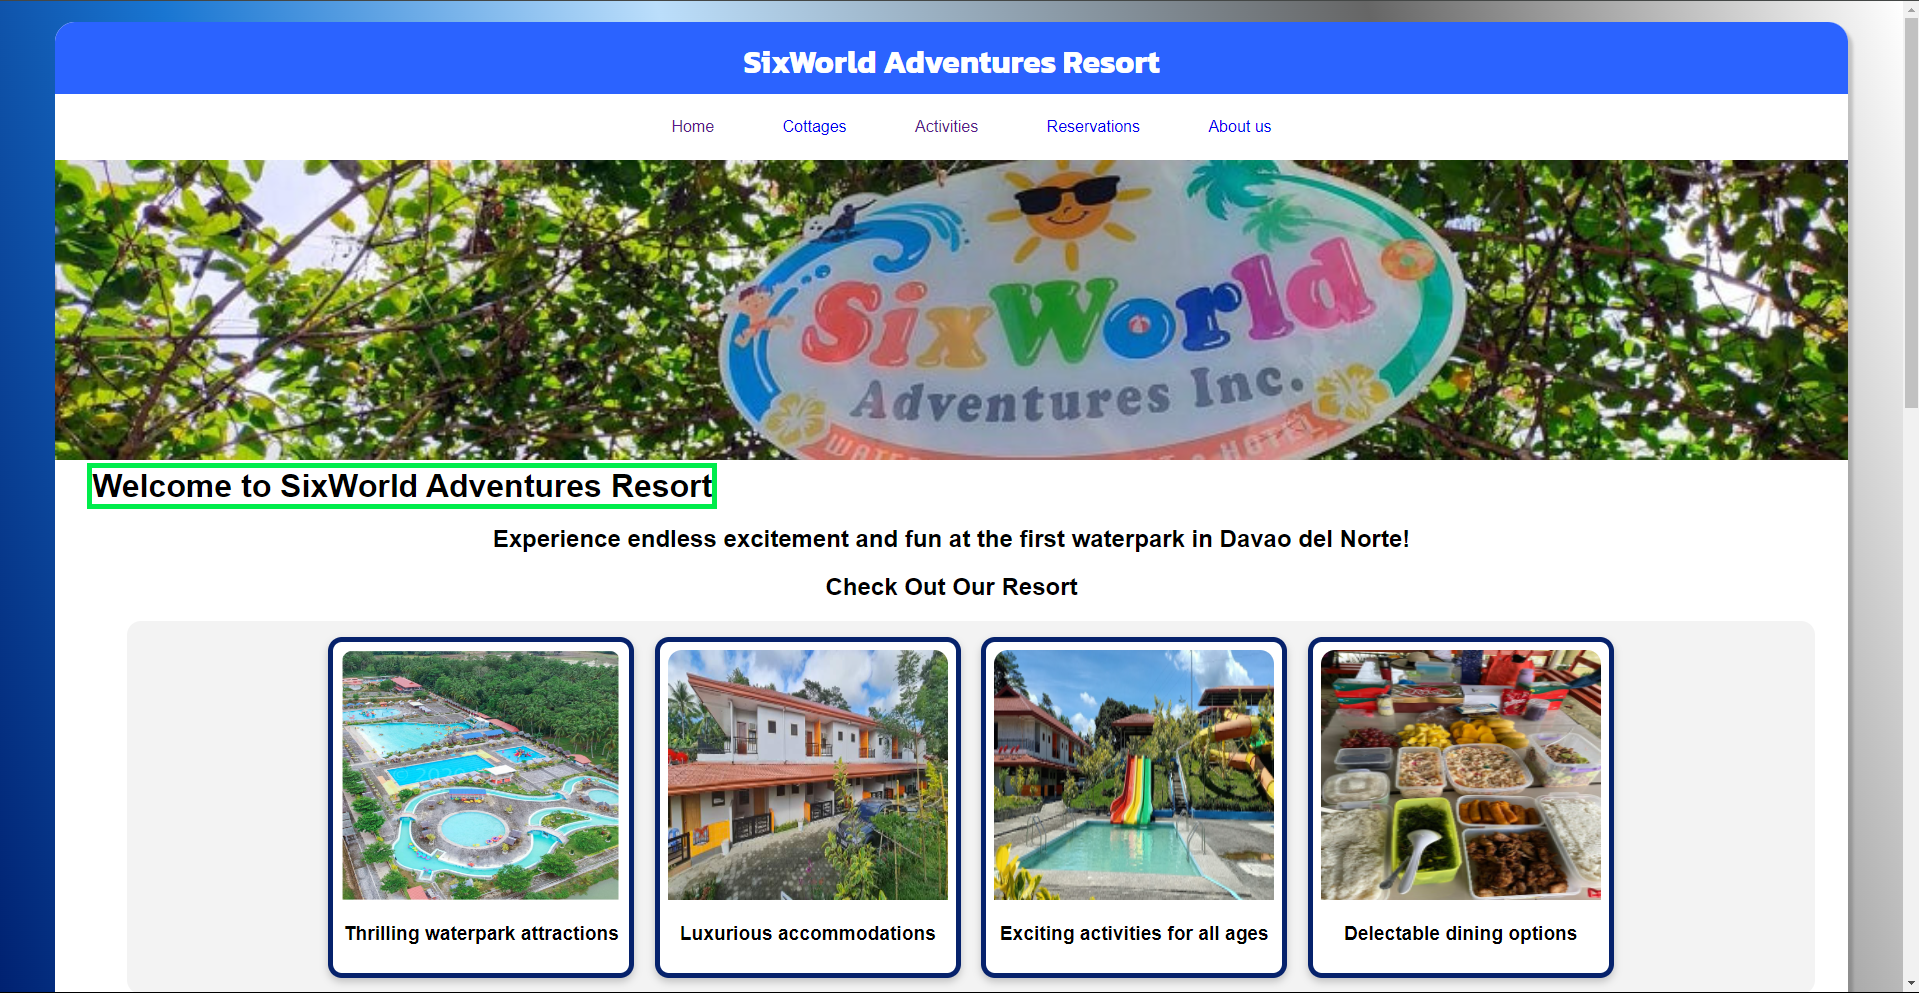 SixWorld Adventures Resort
Home Cottages Activities Reservations About us
SixWorld
Adventures Inc.
HOTEL
Welcome to SixWorld Adventures Resort
Experience endless excitement and fun at the first waterpark in Davao del Norte!
Check Out Our Resort
Thrilling waterpark attractions
Luxurious accommodations
Exciting activities for all ages
Delectable dining options